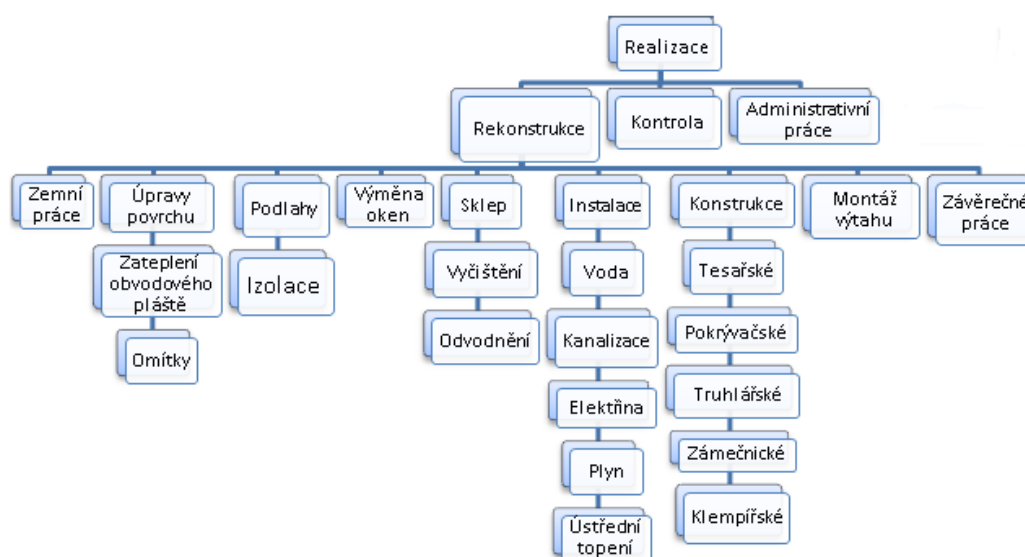 Realizace
Rekonstrukce
Kontrola
Administrativní
práce
Zemní
práce
Úpravy
povrchu
Podlahy
Výměna
oken
Sklep
Instalace
Konstrukce
Montáž
výtahu
Závěrečné
práce
Zateplení
obvodového
pláště
Izolace
Vyčištění
Voda
Tesařské
Omítky
Odvodnění
Kanalizace
Pokrývačské
Elektřina
Truhlářské
Plyn
Zámečnické
Ústřední
topení
Klempířské